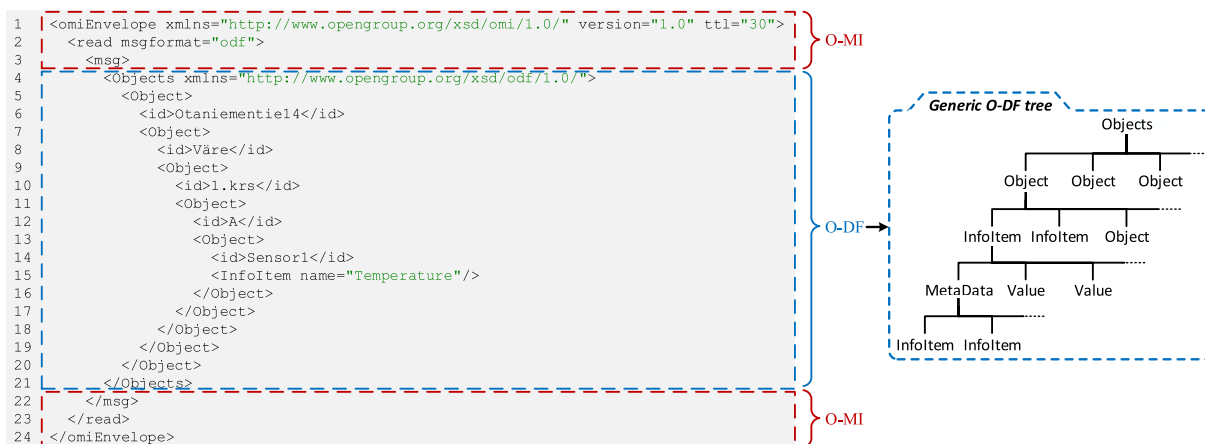 1 <omiEnvelope xmlns="http://www.opengroup.org/xsd/omi/1.0/" version="1.0" ttl="30">
2 <read msgformat="odf">
3 <msg>
4 <Objects xmlns="http://www.opengroup.org/xsd/odf/1.0/">
5 <Object>
6 <id>Otaniementie14</id>
7 <Object>
8 <id>Väre</id>
9 <Object>
10 <id>1.krs</id>
11 <Object>
12 <id>A</id>
13 <Object>
14 <id>Sensor1</id>
15 <InfoItem name="Temperature"/>
16 </Object>
17 </Object>
18 </Object>
19 </Object>
20 </Object>
21 </Objects>
22 </msg>
23 </read>
24 </omiEnvelope>
O-MI
O-DF
O-MI
Generic O-DF tree
Objects
Object Object Object
InfoItem InfoItem Object
MetaData Value Value
InfoItem InfoItem